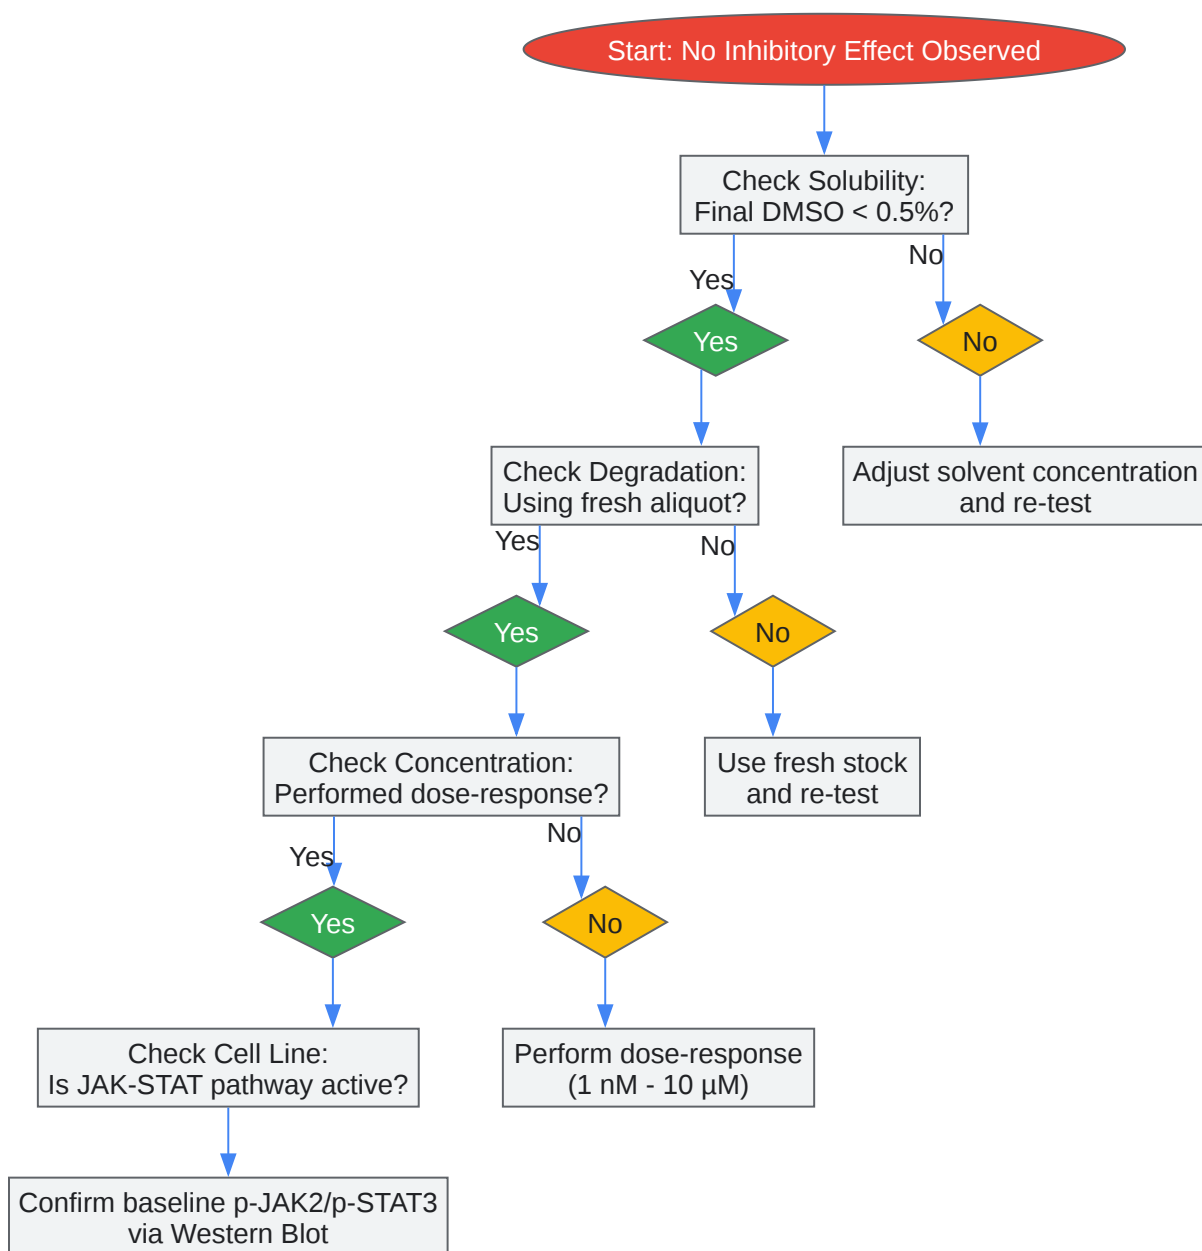 Start: No Inhibitory Effect Observed
Check Solubility:
Final DMSO < 0.5%?
No
Yes
Yes
No
Check Degradation:
Using fresh aliquot?
Adjust solvent concentration
and re-test
Yes
No
Yes
No
Check Concentration:
Performed dose-response?
Use fresh stock
and re-test
No
Yes
Yes
No
Check Cell Line:
Is JAK-STAT pathway active?
Perform dose-response
(1 nM - 10 µM)
Confirm baseline p-JAK2/p-STAT3
via Western Blot